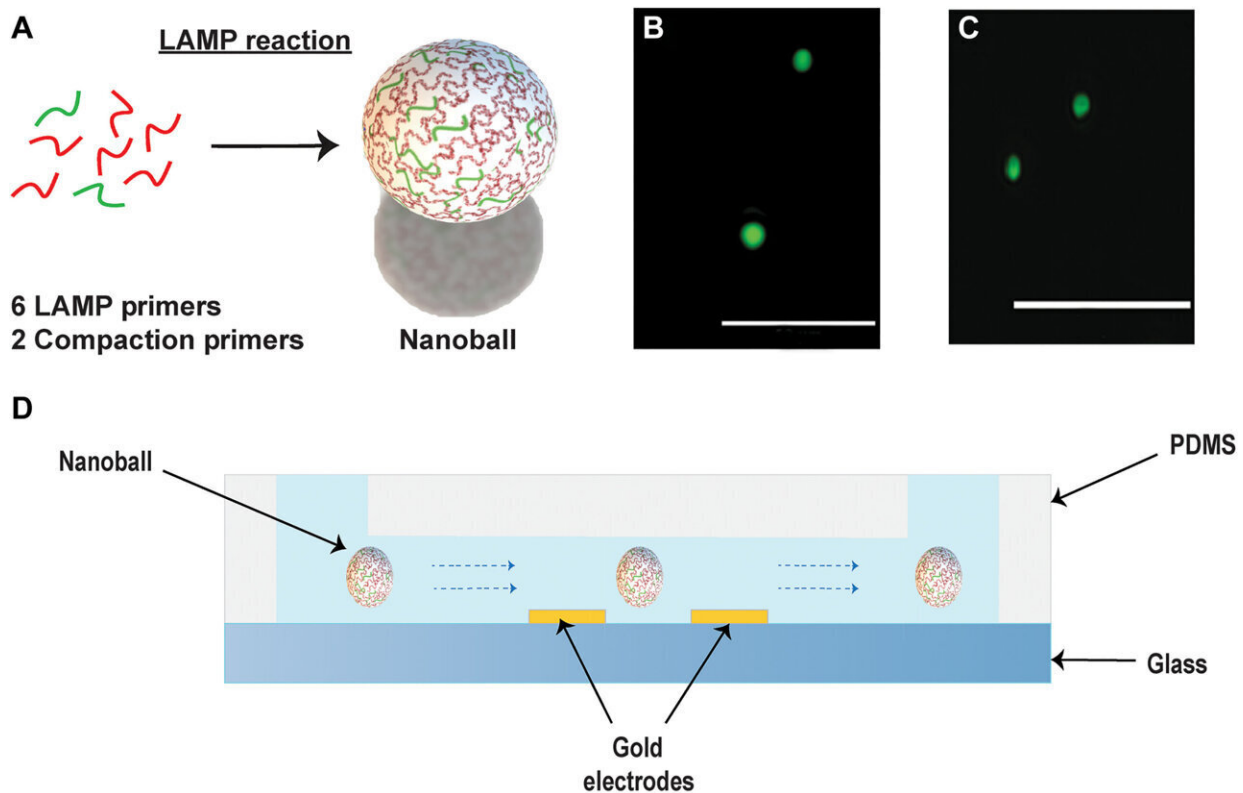 A
LAMP reaction
6 LAMP primers
2 Compaction primers
Nanoball
B
C
D
Nanoball
PDMS
Glass
Gold
electrodes